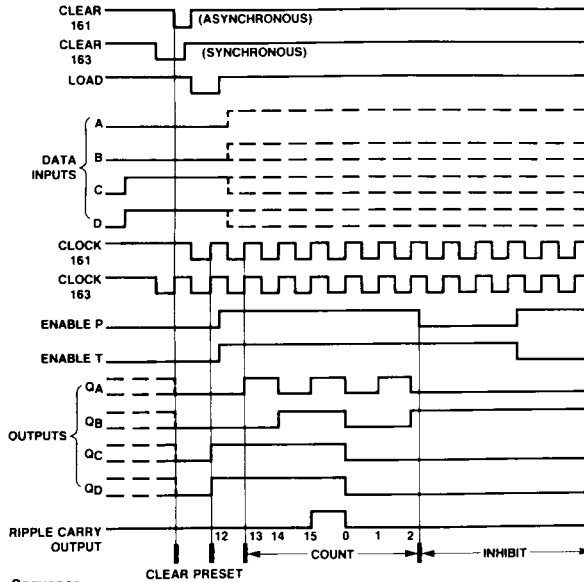 CLEAR
161
(ASYNCHRONOUS)
CLEAR
163
(SYNCHRONOUS)
LOAD
A
B
C
D
DATA
INPUTS
CLOCK
161
CLOCK
163
ENABLE P
ENABLE T
QA
QB
QC
QD
OUTPUTS
RIPPLE CARRY
OUTPUT
12 13 14 15 0 1 2
COUNT
INHIBIT
CLEAR PRESET